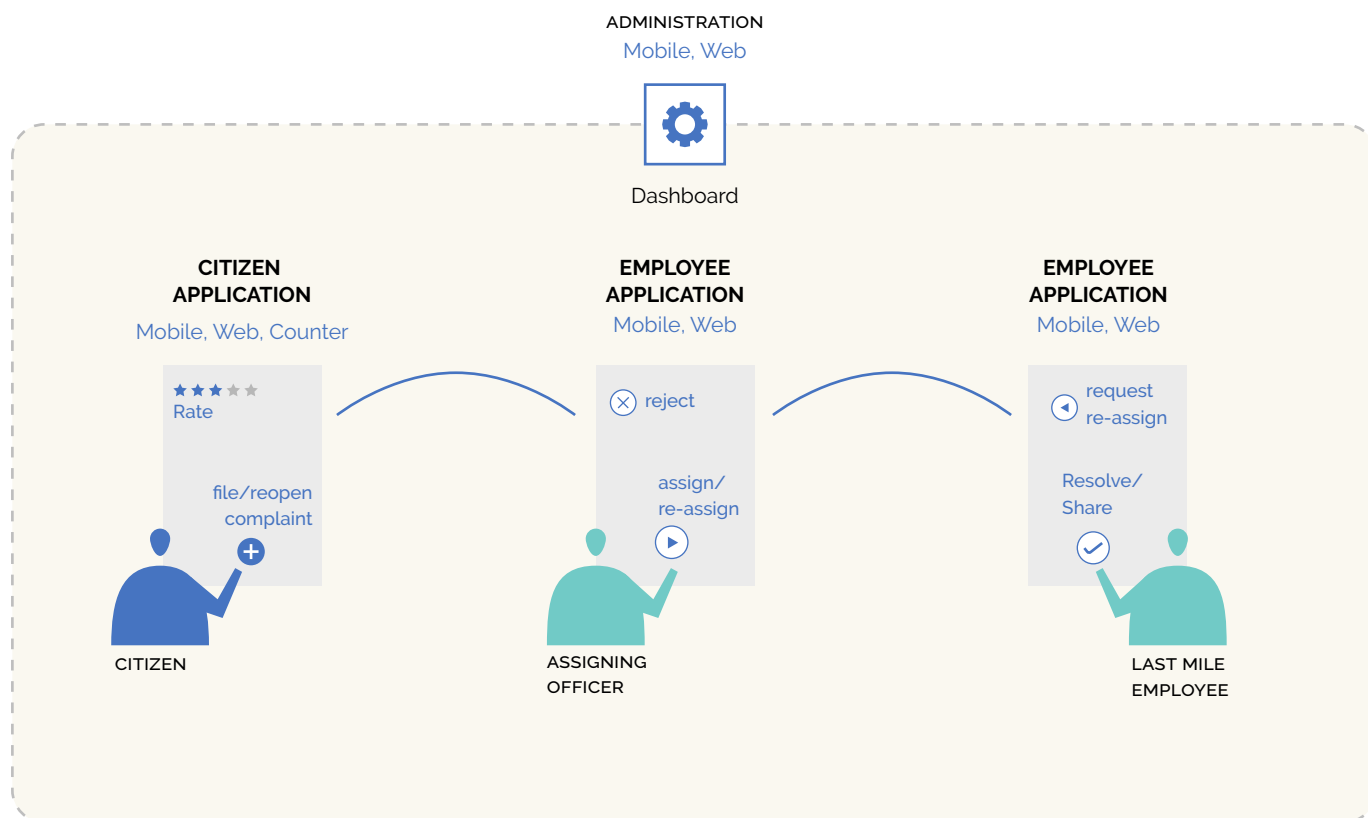 ADMINISTRATION
Mobile, Web
Dashboard
CITIZEN
APPLICATION
Mobile, Web, Counter
Rate
file/reopen
complaint
CITIZEN
EMPLOYEE
APPLICATION
Mobile, Web
reject
assign/
re-assign
ASSIGNING
OFFICER
EMPLOYEE
APPLICATION
Mobile, Web
request
re-assign
Resolve/
Share
LAST MILE
EMPLOYEE